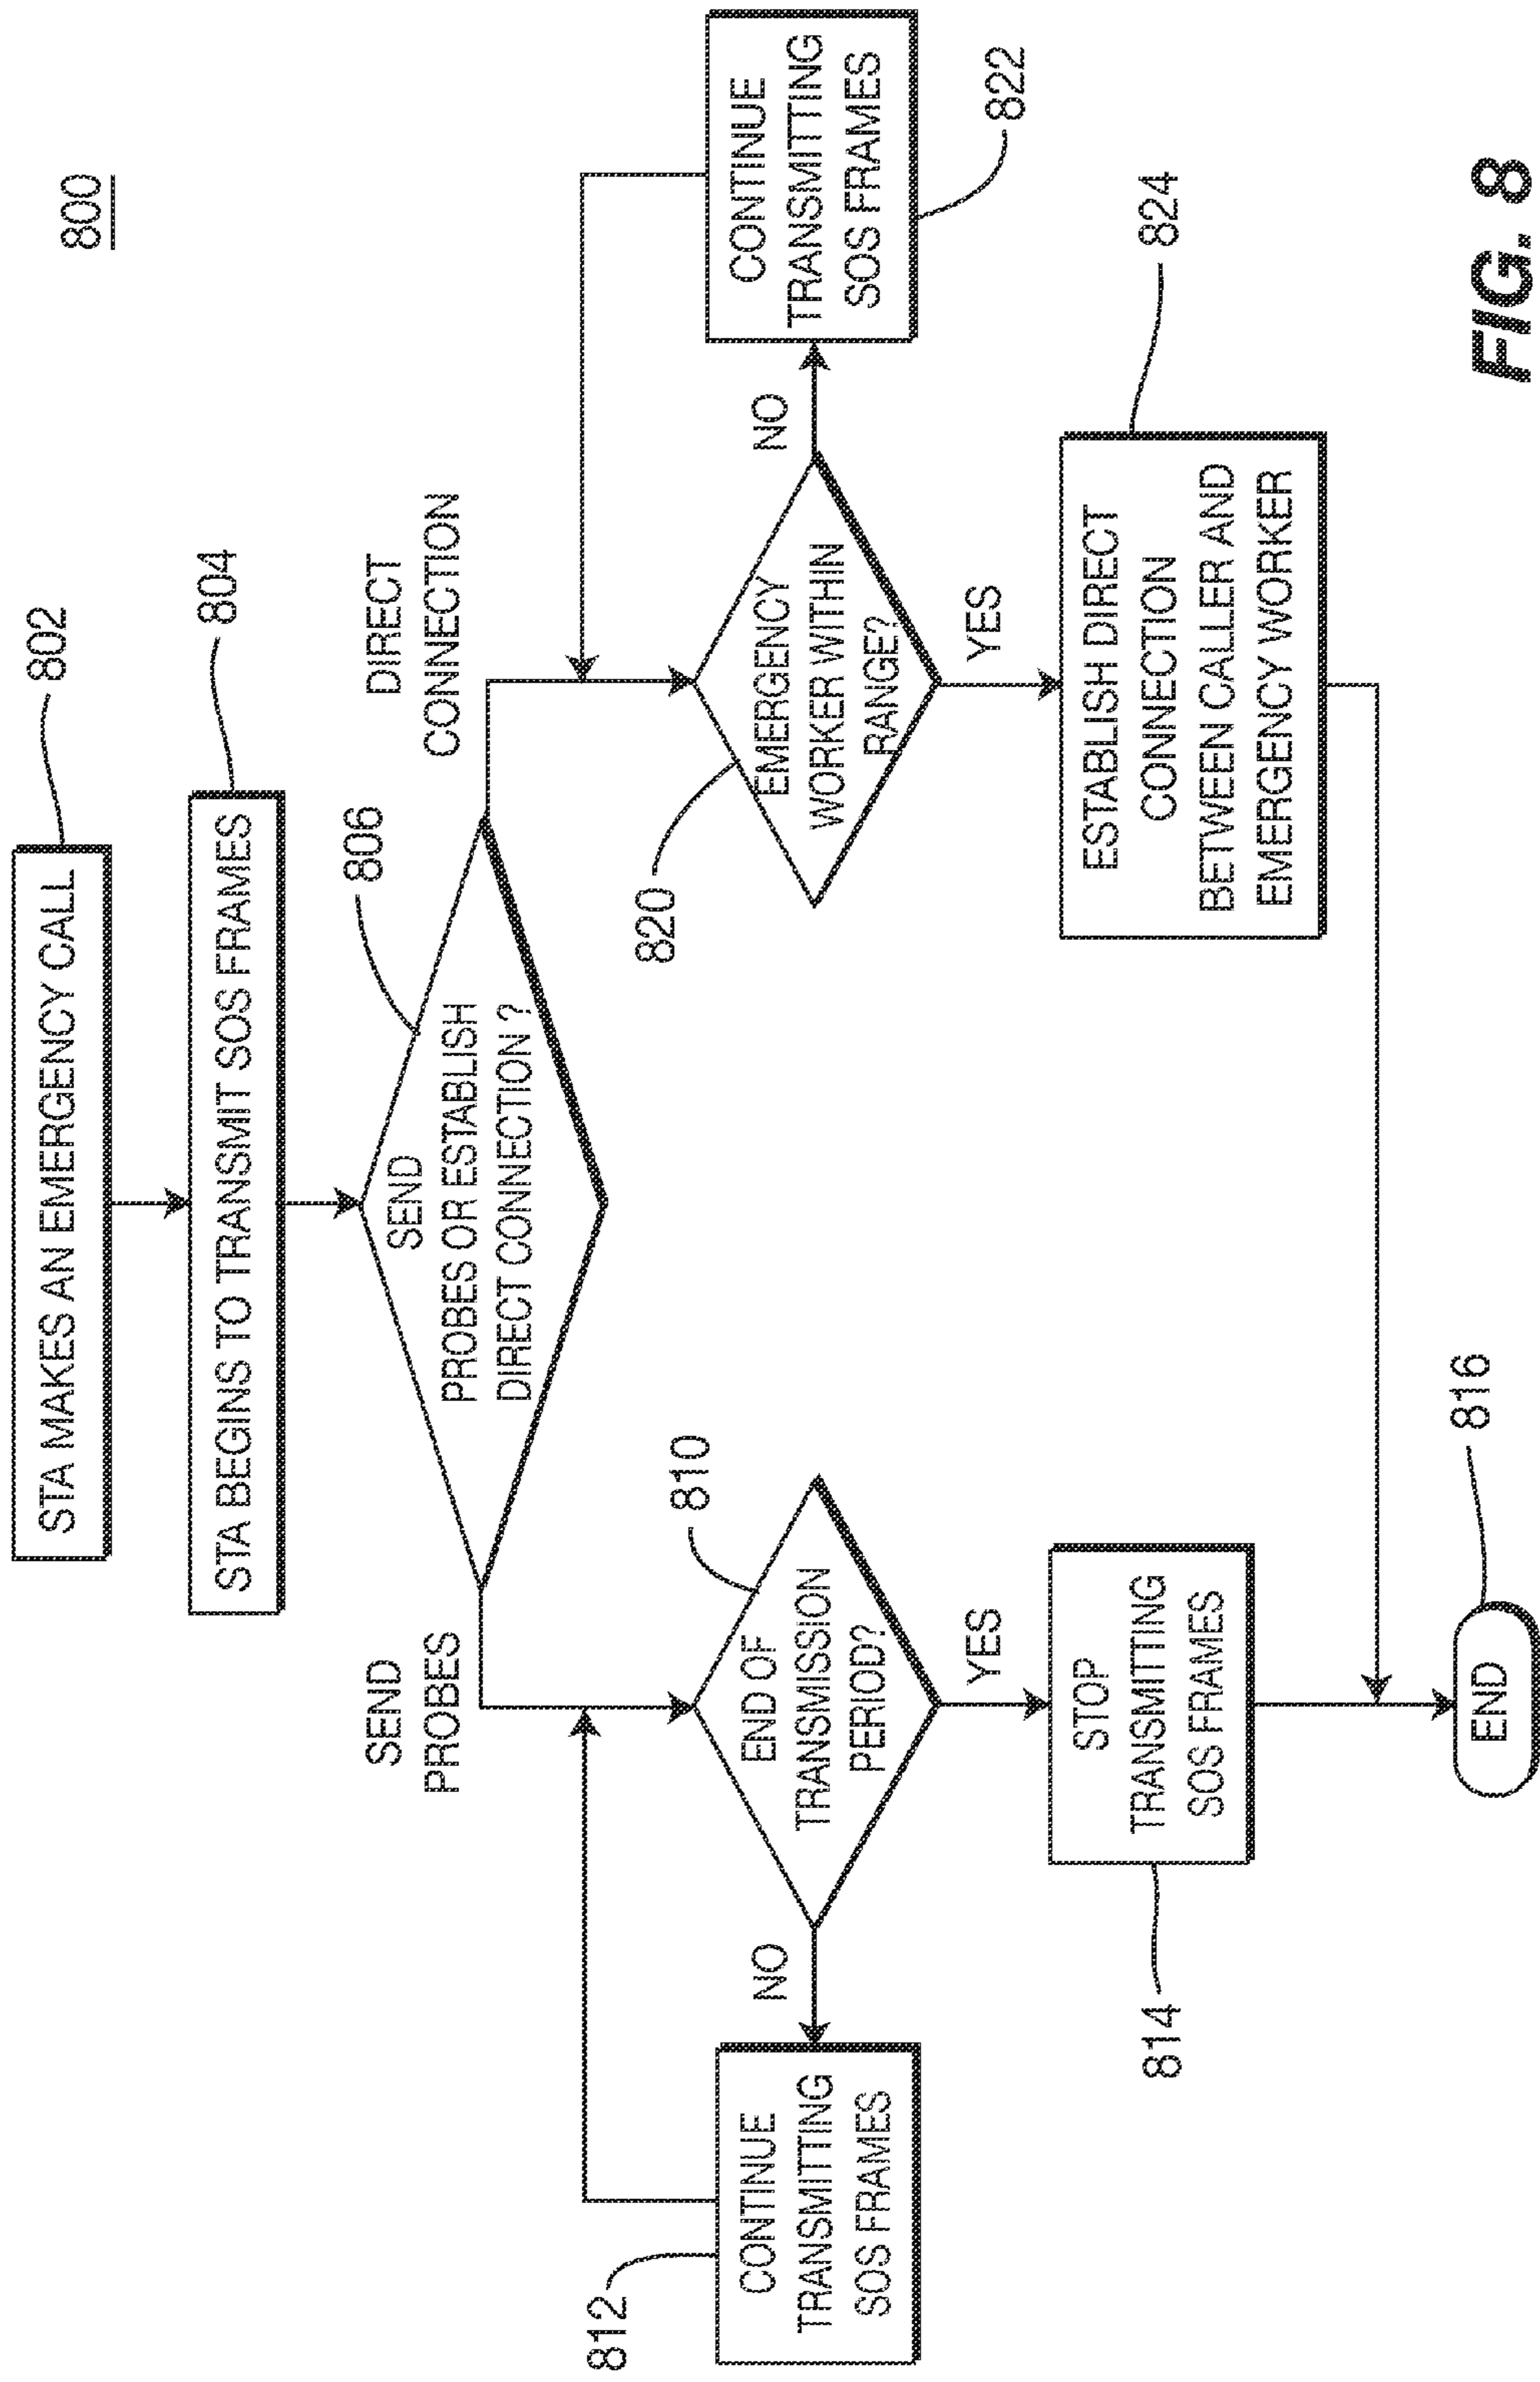 800
STA MAKES AN EMERGENCY CALL
802
STA BEGINS TO TRANSMIT SOS FRAMES
804
SEND
PROBES OR ESTABLISH
DIRECT CONNECTION ?
806
SEND
PROBES
DIRECT
CONNECTION
END OF
TRANSMISSION
PERIOD?
810
NO
CONTINUE
TRANSMITTING
SOS FRAMES
812
YES
STOP
TRANSMITTING
SOS FRAMES
814
EMERGENCY
WORKER WITHIN
RANGE?
820
NO
CONTINUE
TRANSMITTING
SOS FRAMES
822
YES
ESTABLISH DIRECT
CONNECTION
BETWEEN CALLER AND
EMERGENCY WORKER
824
END
816
FIG. 8